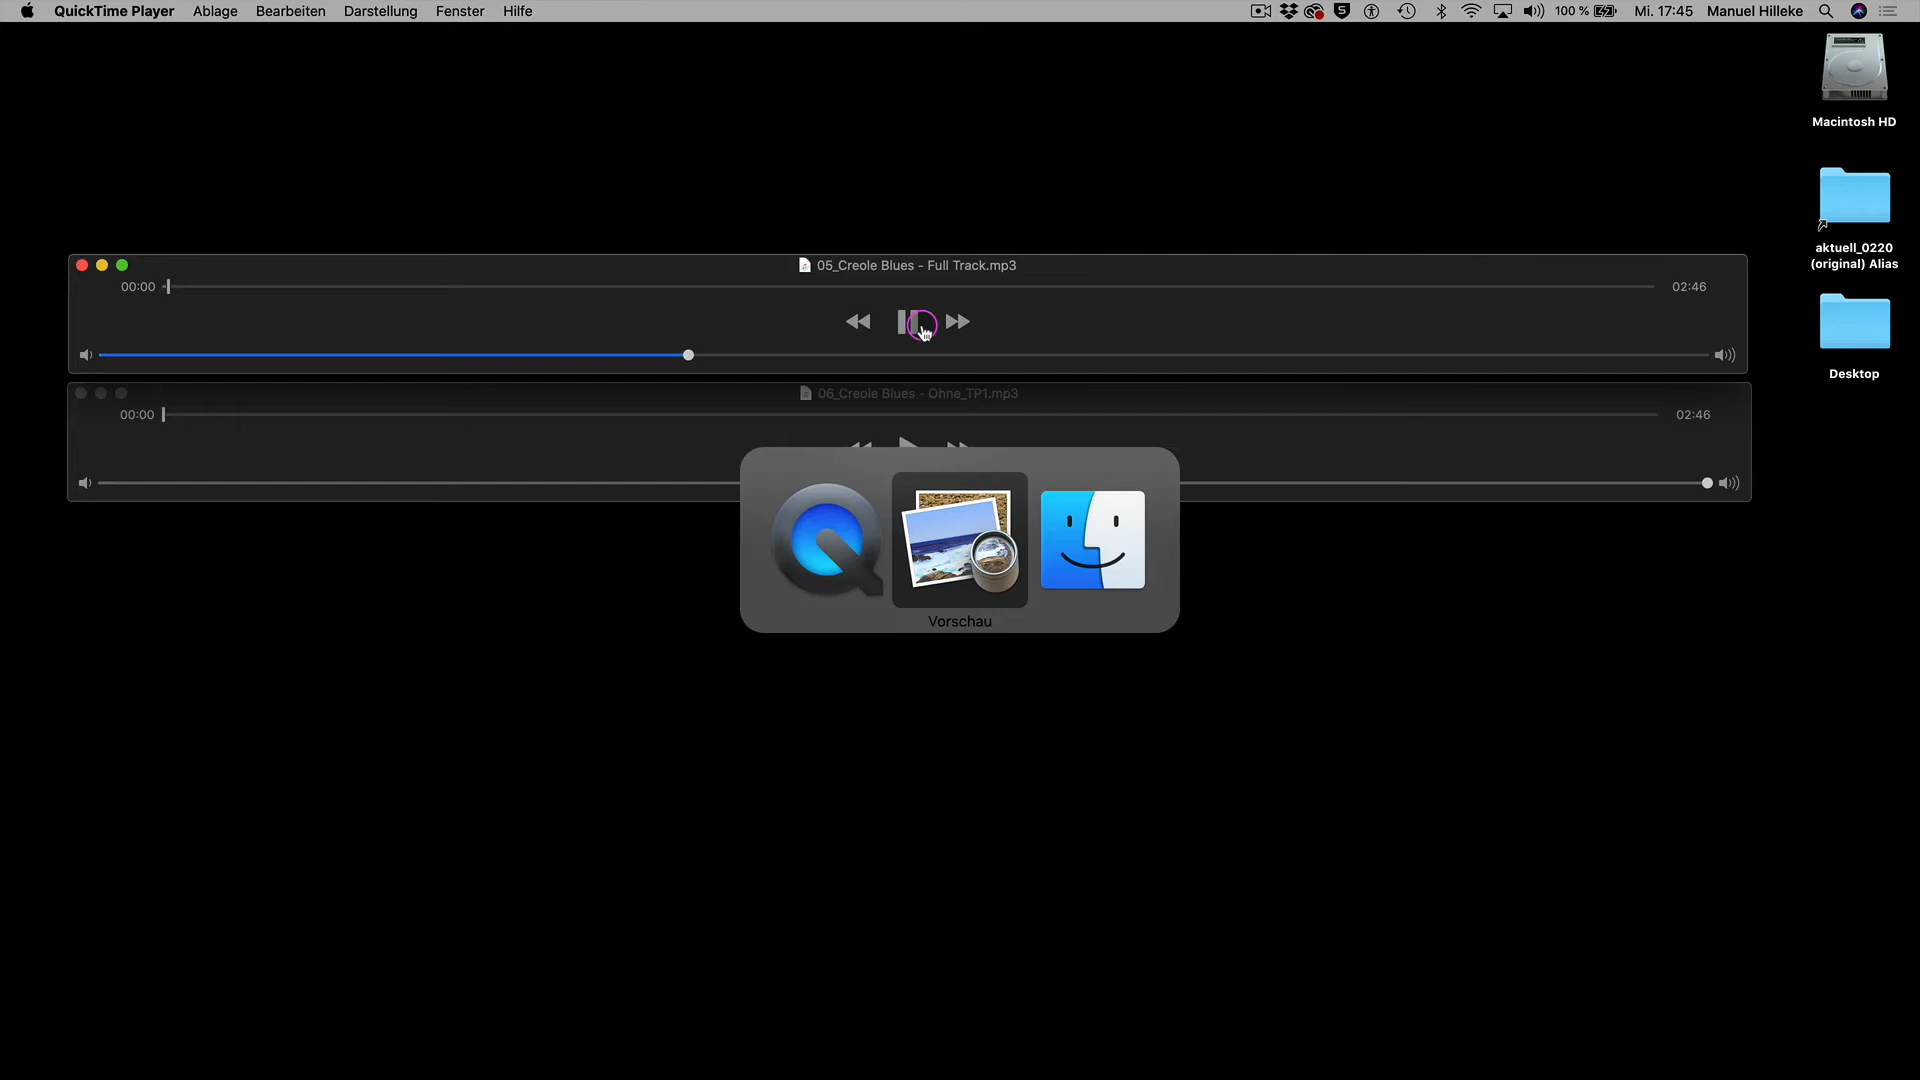 QuickTime Player Ablage Bearbeiten Darstellung Fenster Hilfe 100 % Mi. 17:45 Manuel Hilleke
Macintosh HD
aktuell_0220
(original) Alias
Desktop
05_Creole Blues - Full Track.mp3
00:00 02:46
06_Creole Blues - Ohne_TP1.mp3
00:00 02:46
Vorschau